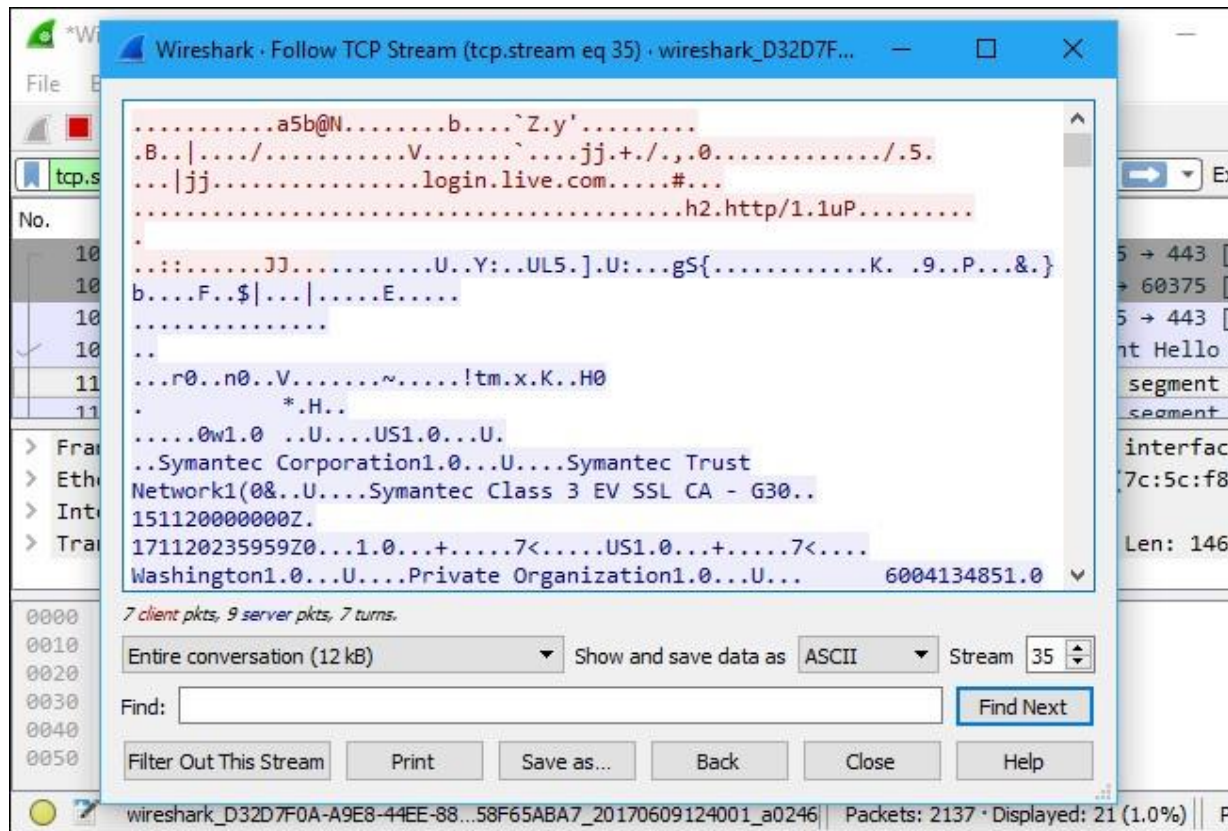 *Wi
Wireshark · Follow TCP Stream (tcp.stream eq 35) · wireshark_D32D7F...
File E
tcp.s
Ex
No.
10
10
10
10
11
11
5 → 443 [
→ 60375 [
5 → 443 [
nt Hello
segment
segment
> Fra
> Eth
> Int
> Tra
interfac
7c:5c:f8
Len: 146
...........a5b@N........b....`Z.y'.........
.B..|..../...........V.......`....jj.+./.,.0............./.5.
...|jj................login.live.com.....#...
..........................................h2.http/1.1uP.........
.
..::......JJ...........U..Y:..UL5.].U:...gS{............K. .9..P...&.}
b....F..$|...|.....E.....
...............
..
...r0..n0..V.......~.....!tm.x.K..H0
. *.H..
.....0w1.0 ..U....US1.0...U.
..Symantec Corporation1.0...U....Symantec Trust
Network1(0&..U....Symantec Class 3 EV SSL CA - G30..
151120000000Z.
171120235959Z0...1.0...+.....7<.....US1.0...+.....7<....
Washington1.0...U....Private Organization1.0...U... 6004134851.0
7 client pkts, 9 server pkts, 7 turns.
Entire conversation (12 kB) Show and save data as ASCII Stream 35
Find: Find Next
Filter Out This Stream Print Save as... Back Close Help
0000
0010
0020
0030
0040
0050
wireshark_D32D7F0A-A9E8-44EE-88...58F65ABA7_20170609124001_a0246 Packets: 2137 · Displayed: 21 (1.0%)